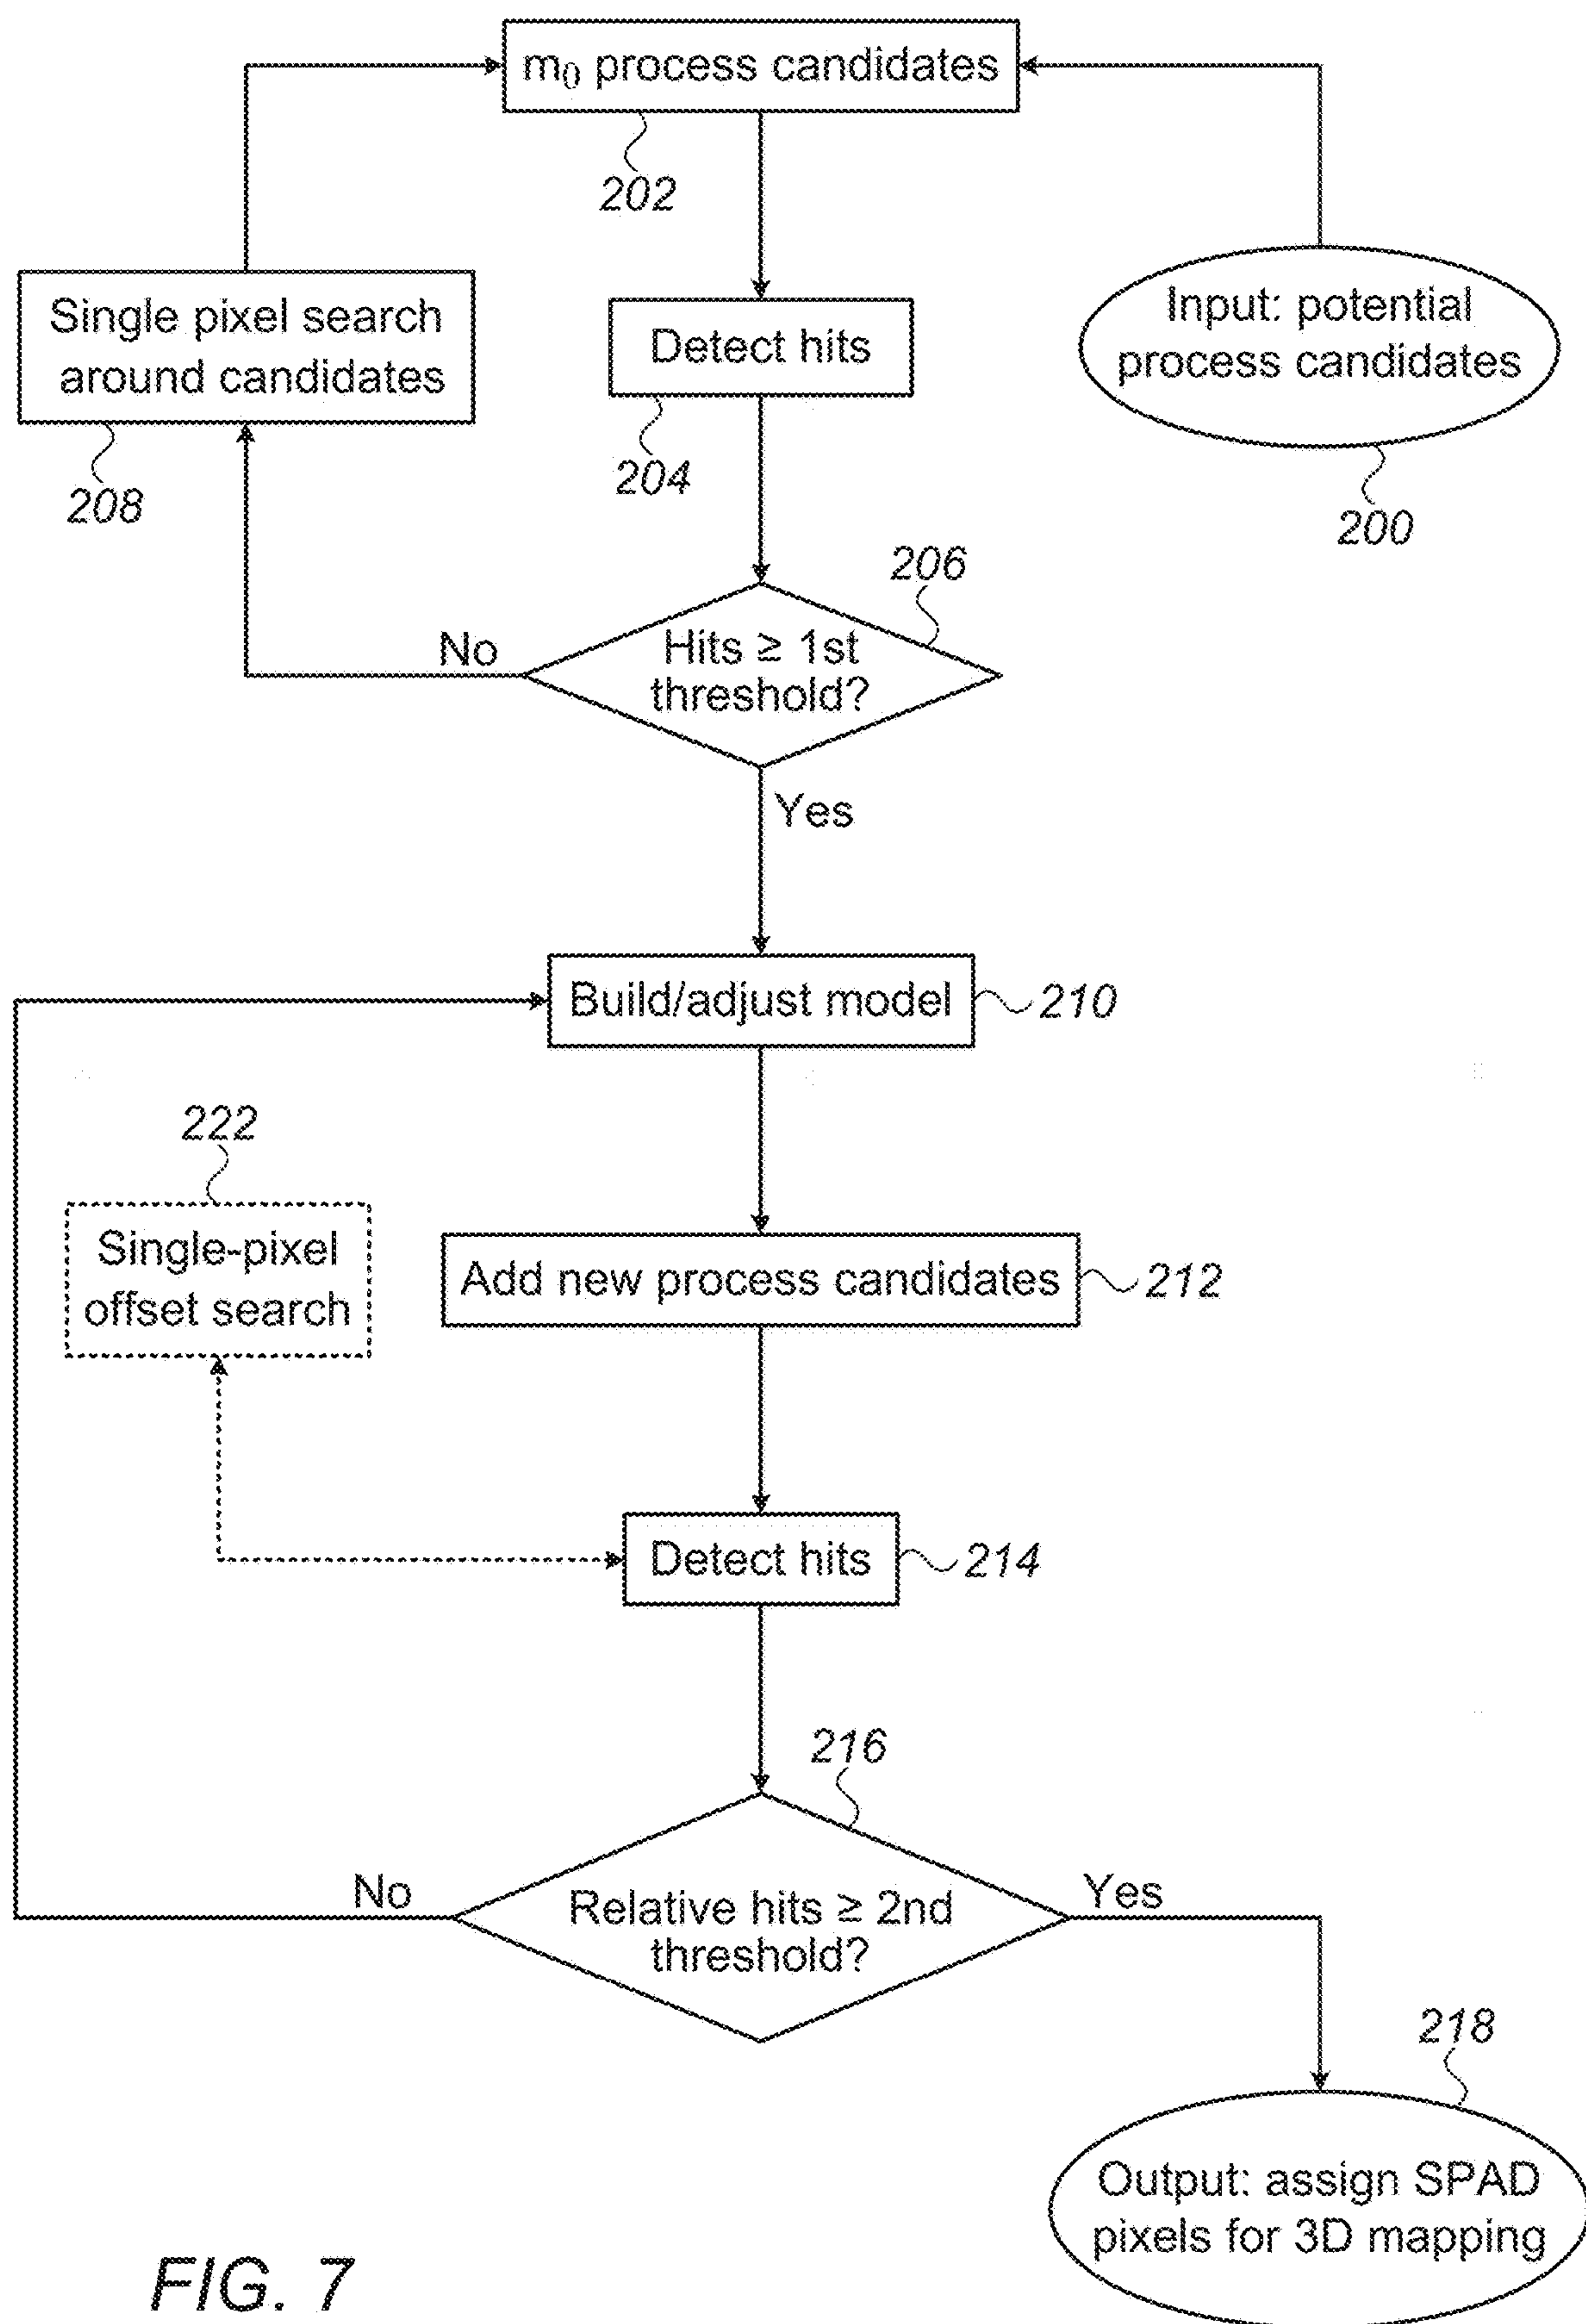 m₀ process candidates
202
Single pixel search
around candidates
208
Detect hits
204
Input: potential
process candidates
200
206
Hits ≥ 1st
threshold?
No
Yes
Build/adjust model
210
222
Single-pixel
offset search
Add new process candidates
212
Detect hits
214
216
Relative hits ≥ 2nd
threshold?
No
Yes
218
Output: assign SPAD
pixels for 3D mapping
FIG. 7